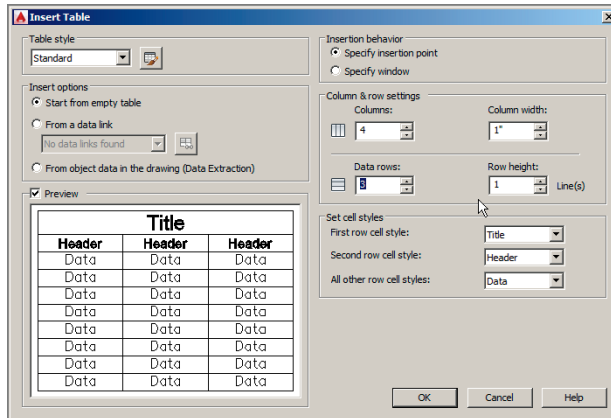 Insert Table
Table style
Standard
Insert options
Start from empty table
From a data link
No data links found
From object data in the drawing (Data Extraction)
Preview
Title
Header Header Header
Data Data Data
Data Data Data
Data Data Data
Data Data Data
Data Data Data
Data Data Data
Data Data Data
Data Data Data
Insertion behavior
Specify insertion point
Specify window
Column & row settings
Columns: Column width:
4 1"
Data rows: Row height:
3 1 Line(s)
Set cell styles
First row cell style: Title
Second row cell style: Header
All other row cell styles: Data
OK Cancel Help